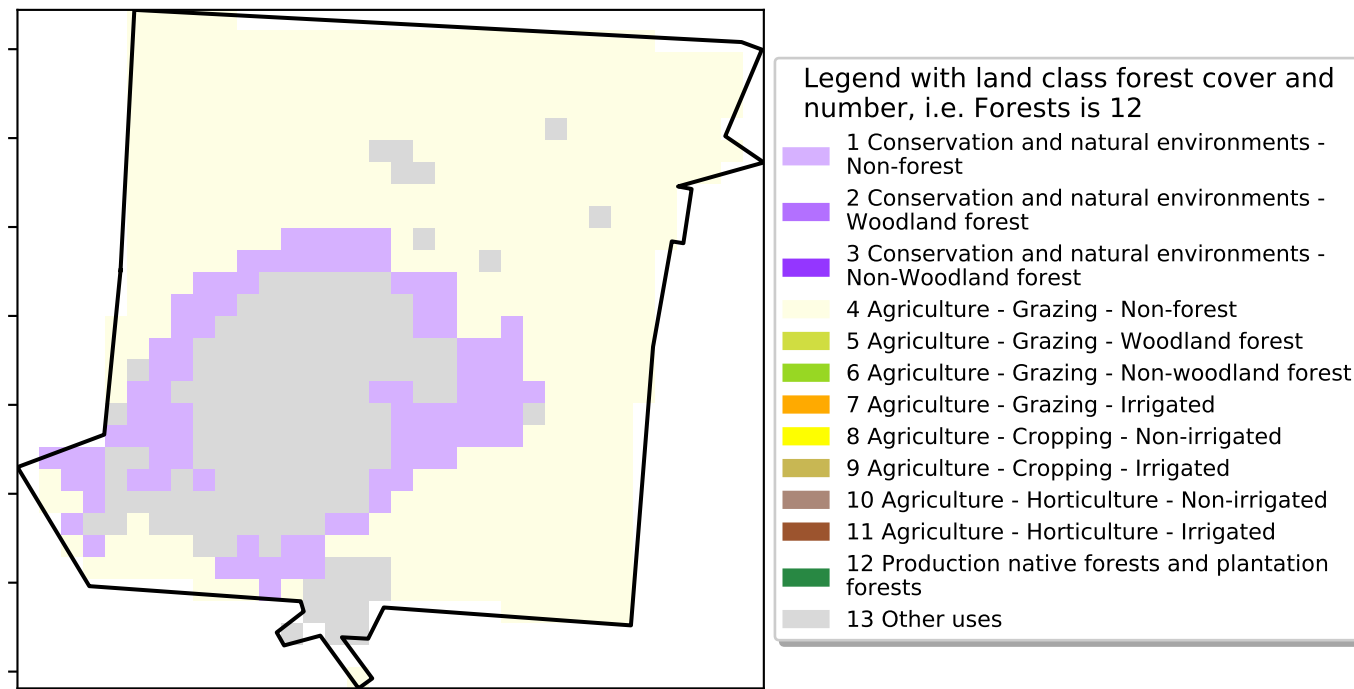 Legend with land class forest cover and
number, i.e. Forests is 12
1 Conservation and natural environments -
Non-forest
2 Conservation and natural environments -
Woodland forest
3 Conservation and natural environments -
Non-Woodland forest
4 Agriculture - Grazing - Non-forest
5 Agriculture - Grazing - Woodland forest
6 Agriculture - Grazing - Non-woodland forest
7 Agriculture - Grazing - Irrigated
8 Agriculture - Cropping - Non-irrigated
9 Agriculture - Cropping - Irrigated
10 Agriculture - Horticulture - Non-irrigated
11 Agriculture - Horticulture - Irrigated
12 Production native forests and plantation
forests
13 Other uses